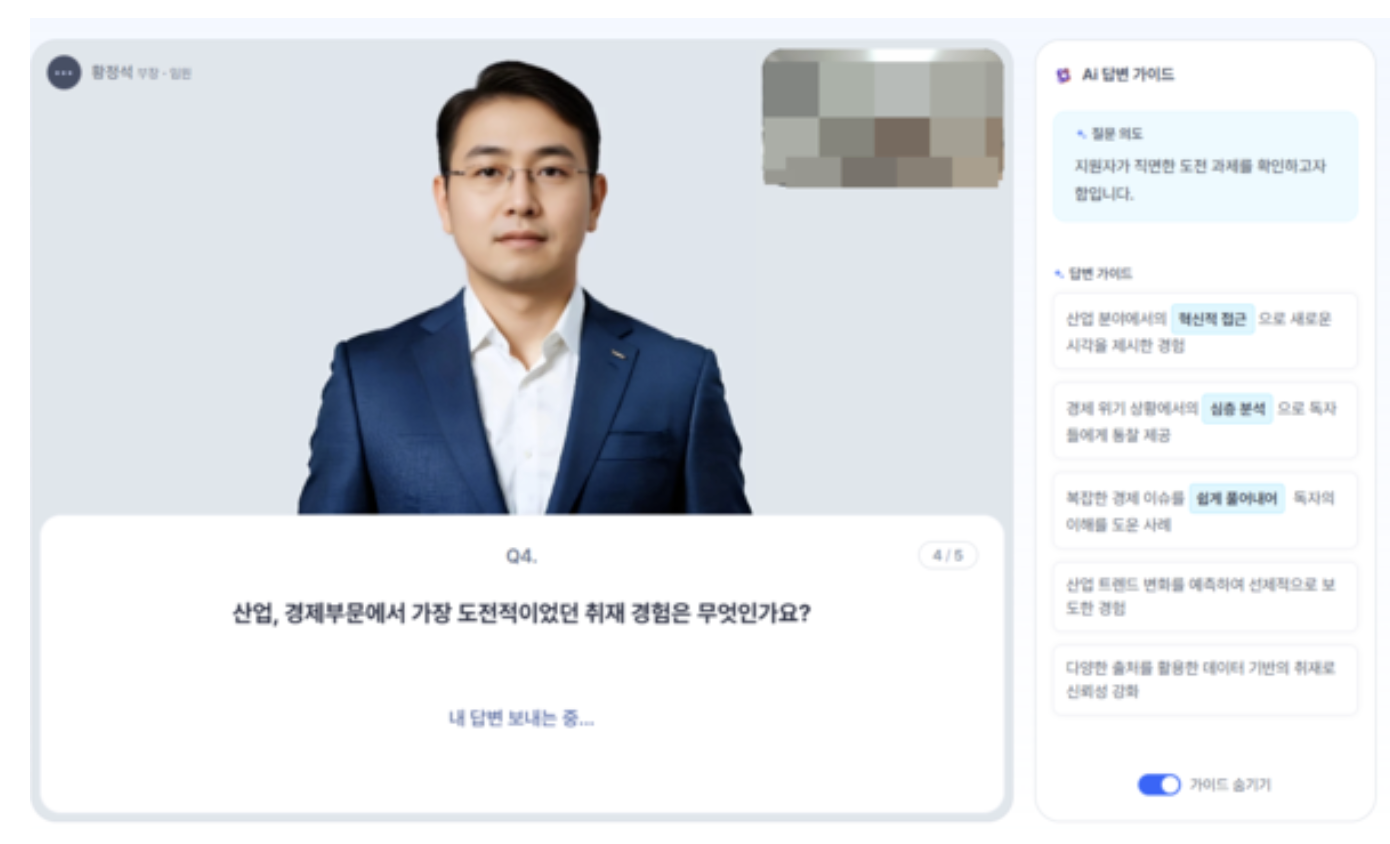 황정석 부장 · 임원
Q4.
4 / 5
산업, 경제부문에서 가장 도전적이었던 취재 경험은 무엇인가요?
내 답변 보내는 중...
Ai 답변 가이드
질문 의도
지원자가 직면한 도전 과제를 확인하고자
함입니다.
답변 가이드
산업 분야에서의 혁신적 접근 으로 새로운
시각을 제시한 경험
경제 위기 상황에서의 심층 분석 으로 독자
들에게 통찰 제공
복잡한 경제 이슈를 쉽게 풀어내어 독자의
이해를 도운 사례
산업 트렌드 변화를 예측하여 선제적으로 보
도한 경험
다양한 출처를 활용한 데이터 기반의 취재로
신뢰성 강화
가이드 숨기기